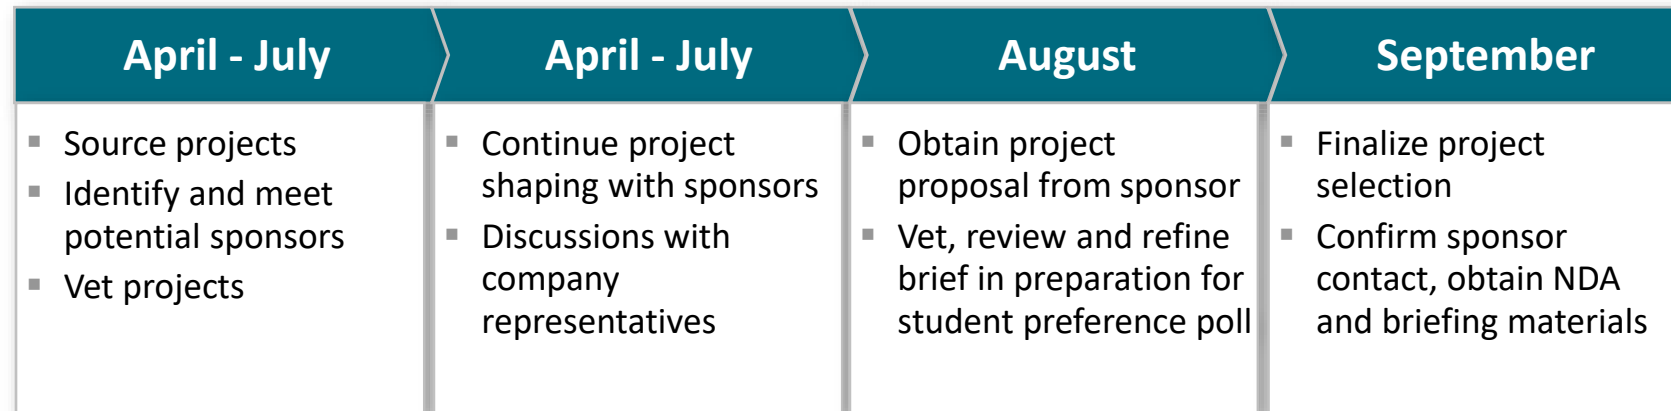 April - July
▪ Source projects
▪ Identify and meet
potential sponsors
▪ Vet projects
April - July
▪ Continue project
shaping with sponsors
▪ Discussions with
company
representatives
August
▪ Obtain project
proposal from sponsor
▪ Vet, review and refine
brief in preparation for
student preference poll
September
▪ Finalize project
selection
▪ Confirm sponsor
contact, obtain NDA
and briefing materials